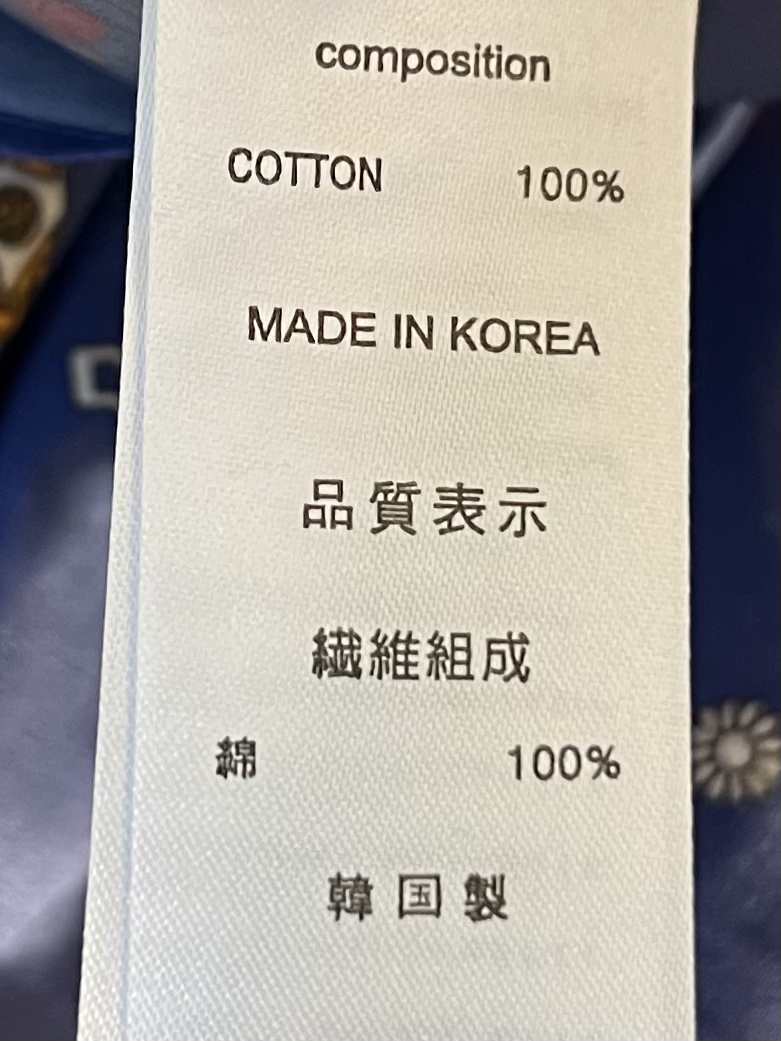 composition
COTTON 100%
MADE IN KOREA
品質表示
繊維組成
綿 100%
韓国製